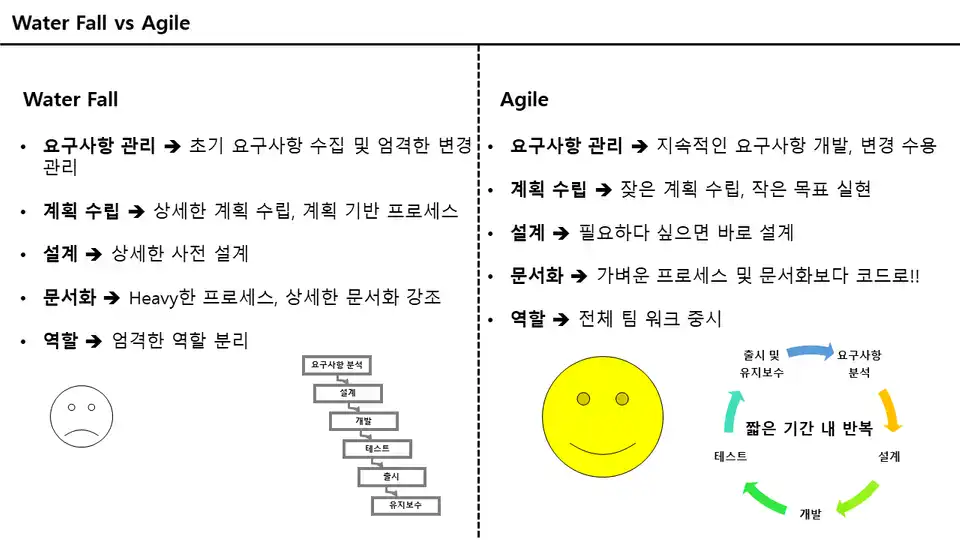 Water Fall vs Agile
Water Fall
• 요구사항 관리 ➔ 초기 요구사항 수집 및 엄격한 변경
관리
• 계획 수립 ➔ 상세한 계획 수립, 계획 기반 프로세스
• 설계 ➔ 상세한 사전 설계
• 문서화 ➔ Heavy한 프로세스, 상세한 문서화 강조
• 역할 ➔ 엄격한 역할 분리
요구사항 분석
설계
개발
테스트
출시
유지보수
Agile
• 요구사항 관리 ➔ 지속적인 요구사항 개발, 변경 수용
• 계획 수립 ➔ 잦은 계획 수립, 작은 목표 실현
• 설계 ➔ 필요하다 싶으면 바로 설계
• 문서화 ➔ 가벼운 프로세스 및 문서화보다 코드로!!
• 역할 ➔ 전체 팀 워크 중시
출시 및
유지보수
요구사항
분석
짧은 기간 내 반복
테스트
설계
개발